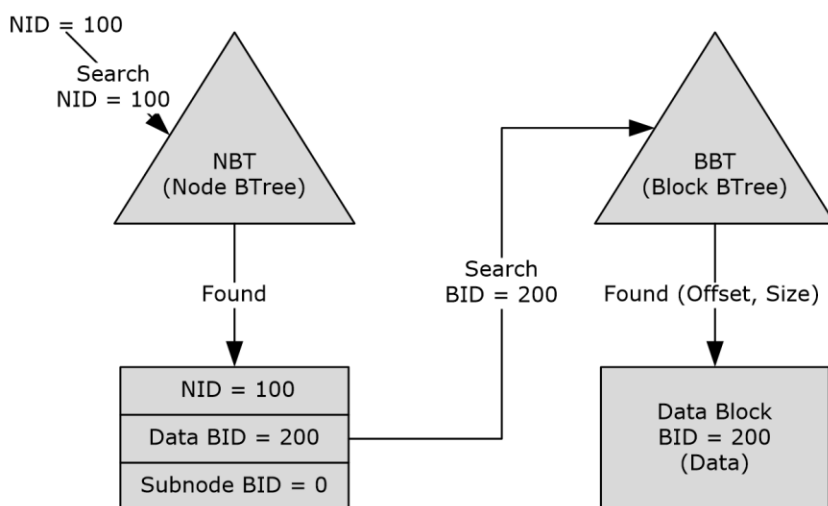 NID = 100
Search
NID = 100
NBT
(Node BTree)
Found
NID = 100
Data BID = 200
Subnode BID = 0
Search
BID = 200
BBT
(Block BTree)
Found (Offset, Size)
Data Block
BID = 200
(Data)